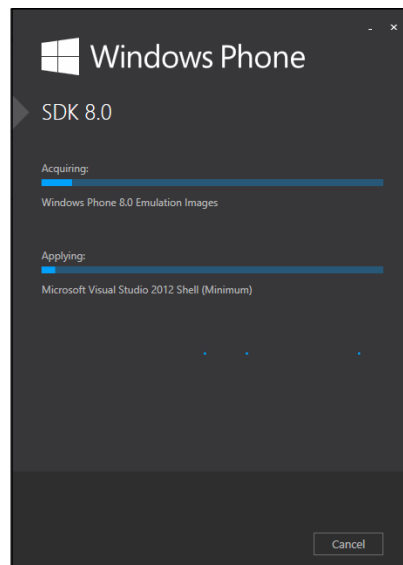 Windows Phone
SDK 8.0
Acquiring:
Windows Phone 8.0 Emulation Images
Applying:
Microsoft Visual Studio 2012 Shell (Minimum)
Cancel